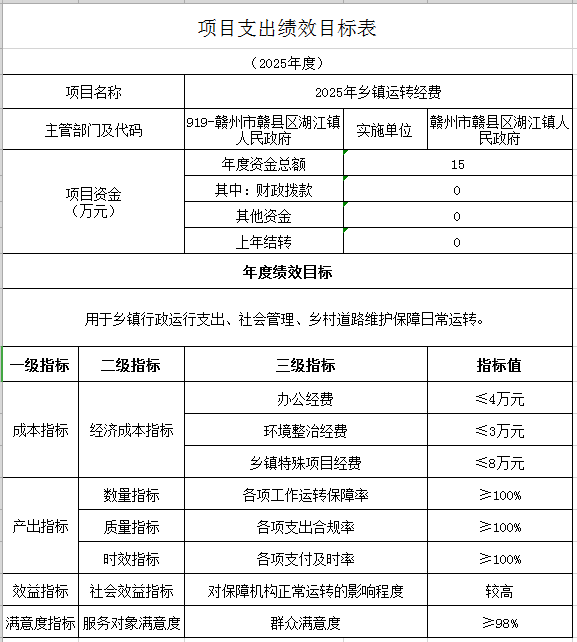 项目支出绩效目标表
（2025年度）
项目名称 2025年乡镇运转经费
主管部门及代码 919-赣州市赣县区湖江镇人民政府 实施单位 赣州市赣县区湖江镇人民政府
项目资金
（万元）
年度资金总额 15
其中：财政拨款 0
其他资金 0
上年结转 0
年度绩效目标
用于乡镇行政运行支出、社会管理、乡村道路维护保障日常运转。
一级指标 二级指标 三级指标 指标值
成本指标 经济成本指标 办公经费 ≤4万元
环境整治经费 ≤3万元
乡镇特殊项目经费 ≤8万元
产出指标 数量指标 各项工作运转保障率 ≥100%
质量指标 各项支出合规率 ≥100%
时效指标 各项支付及时率 ≥100%
效益指标 社会效益指标 对保障机构正常运转的影响程度 较高
满意度指标 服务对象满意度 群众满意度 ≥98%